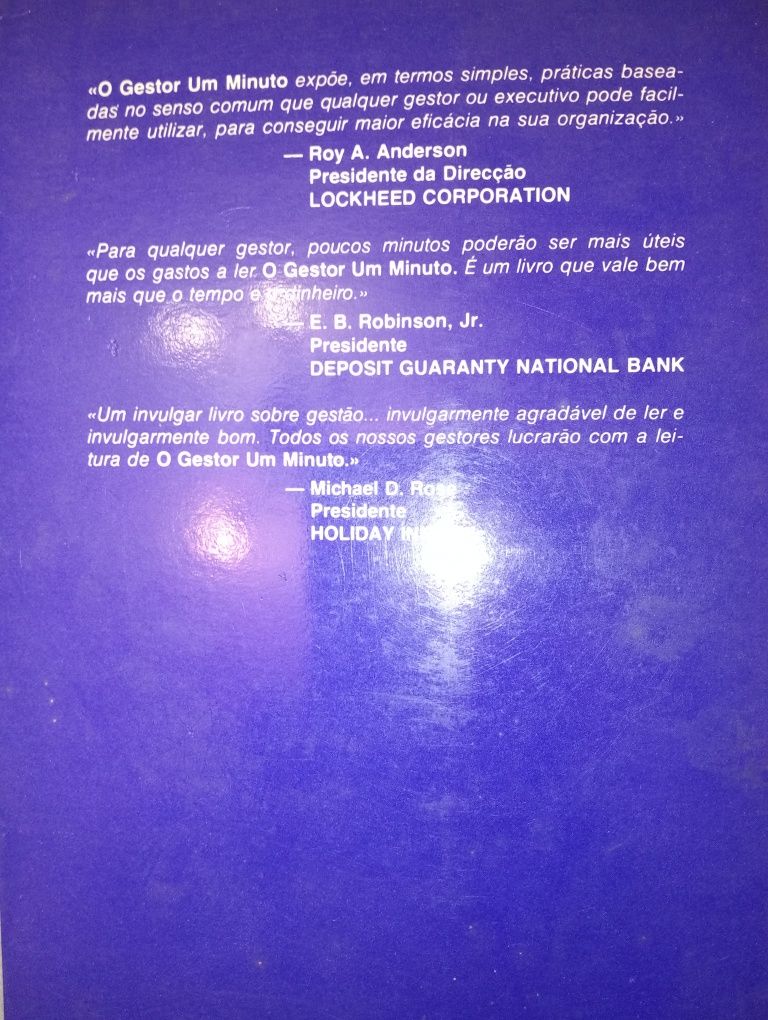 «O Gestor Um Minuto expõe, em termos simples, práticas basea-
das no senso comum que qualquer gestor ou executivo pode facil-
mente utilizar, para conseguir maior eficácia na sua organização.»
— Roy A. Anderson
Presidente da Direcção
LOCKHEED CORPORATION
«Para qualquer gestor, poucos minutos poderão ser mais úteis
que os gastos a ler O Gestor Um Minuto. É um livro que vale bem
mais que o tempo e o dinheiro.»
— E. B. Robinson, Jr.
Presidente
DEPOSIT GUARANTY NATIONAL BANK
«Um invulgar livro sobre gestão... invulgarmente agradável de ler e
invulgarmente bom. Todos os nossos gestores lucrarão com a lei-
tura de O Gestor Um Minuto.»
— Michael D. Rose
Presidente
HOLIDAY